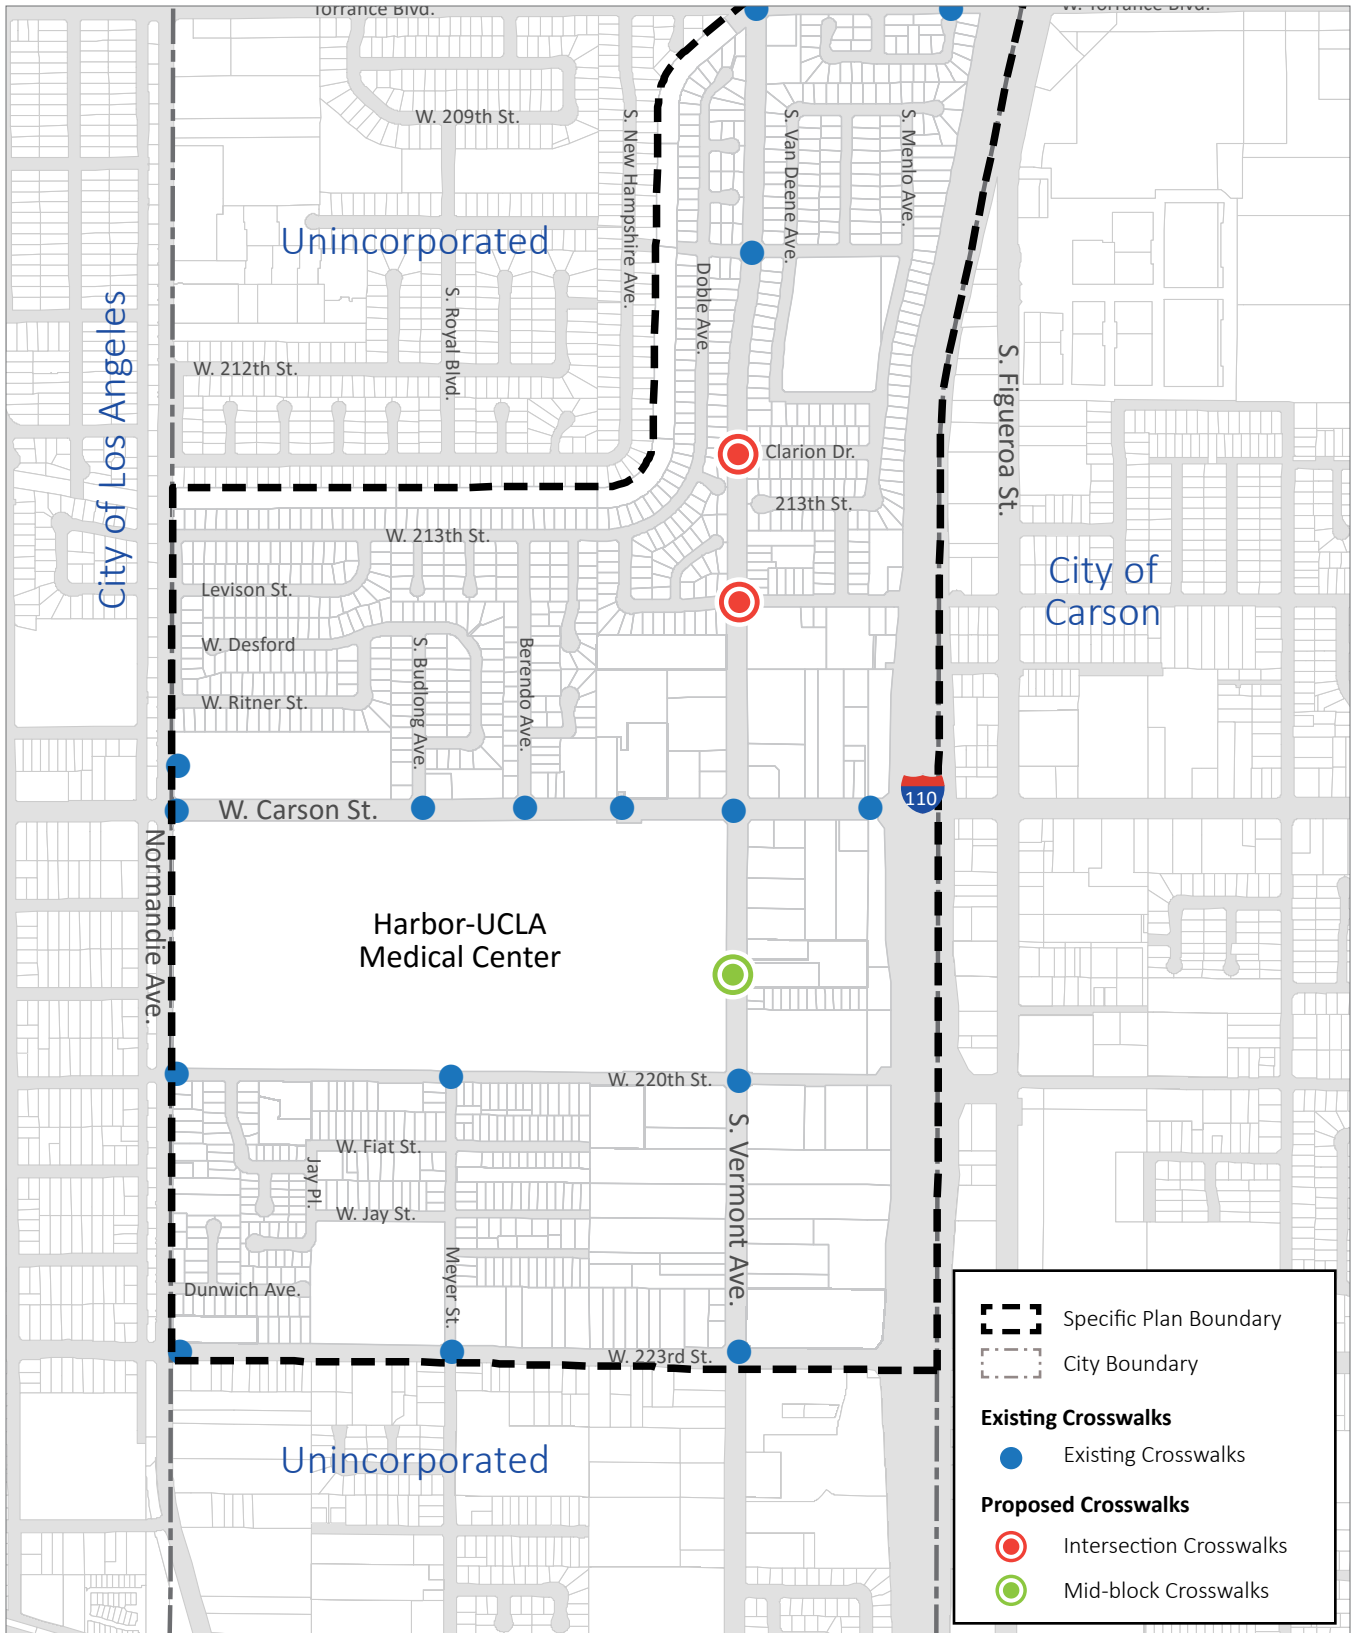 Torrance Blvd.
W. Torrance Blvd.
W. 209th St.
S. New Hampshire Ave.
S. Van Deene Ave.
S. Menlo Ave.
Unincorporated
Doble Ave.
S. Royal Blvd.
City of Los Angeles
W. 212th St.
S. Figueroa St.
Clarion Dr.
213th St.
W. 213th St.
City of
Carson
Levison St.
W. Desford
S. Budlong Ave.
Berendo Ave.
W. Ritner St.
110
W. Carson St.
Normandie Ave.
Harbor-UCLA
Medical Center
W. 220th St.
S. Vermont Ave.
W. Fiat St.
Jay Pl.
W. Jay St.
Meyer St.
Dunwich Ave.
W. 223rd St.
Unincorporated
Specific Plan Boundary
City Boundary
Existing Crosswalks
Existing Crosswalks
Proposed Crosswalks
Intersection Crosswalks
Mid-block Crosswalks